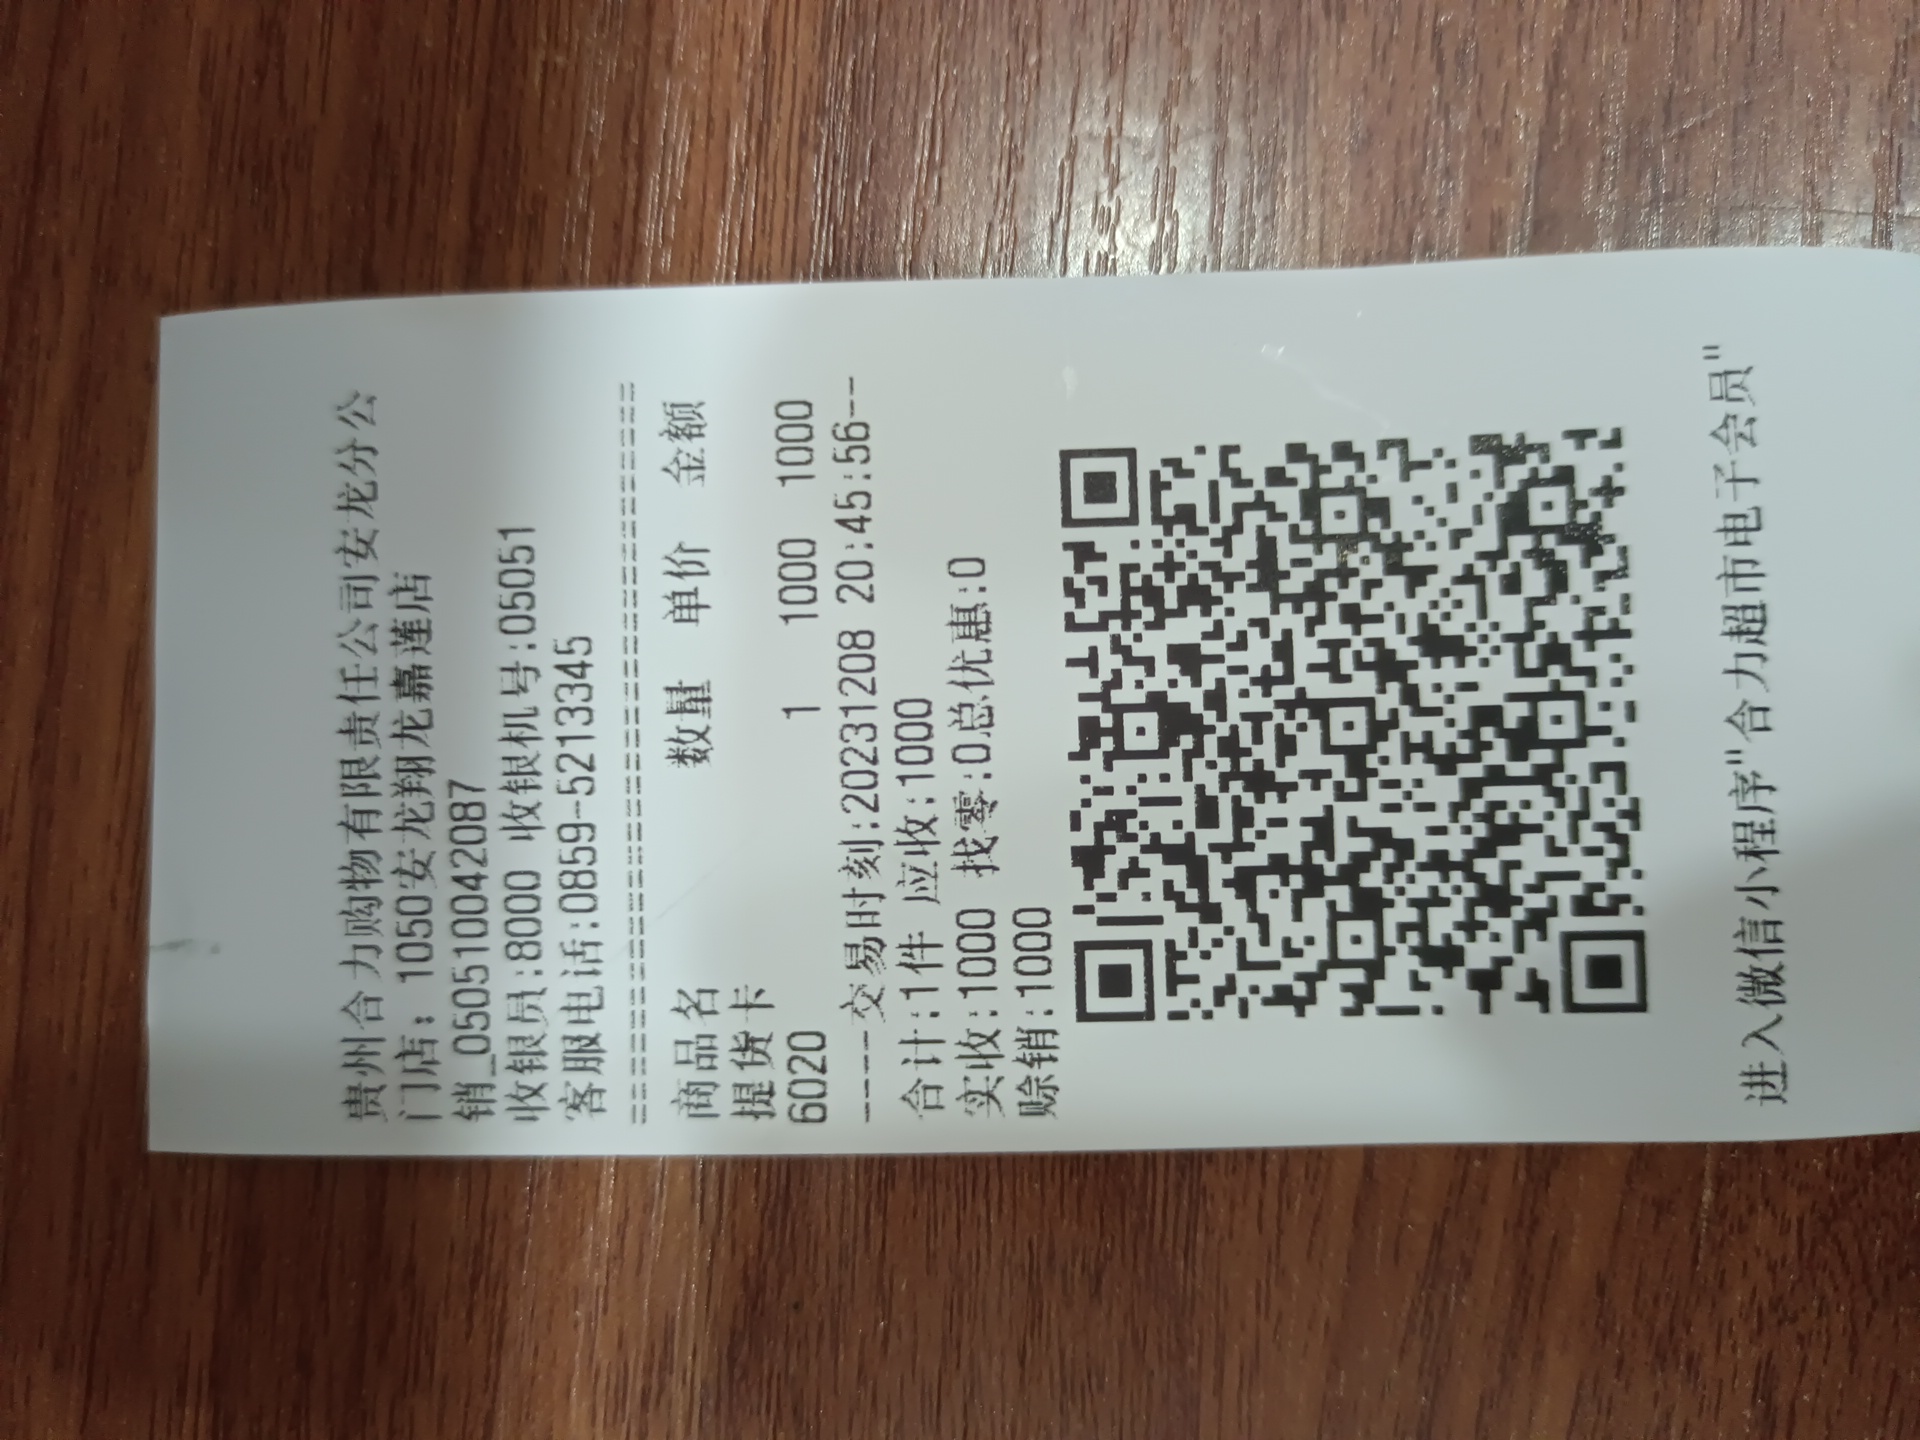 贵州合力购物有限责任公司安龙分公
门店：1050安龙翔龙嘉莲店
销_050510042087
收银员:8000 收银机号:05051
客服电话:0859-5213345
商品名 数量 单价 金额
提货卡
6020 1 1000 1000
----交易时刻:20231208 20:45:56---
合计:1件 应收:1000
实收:1000 找零:0总优惠:0
赊销:1000
进入微信小程序"合力超市电子会员"